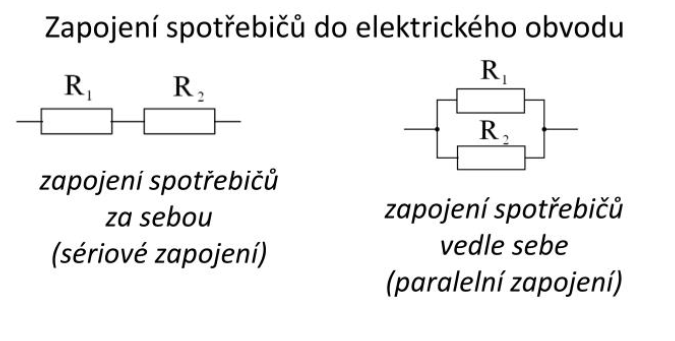 Zapojení spotřebičů do elektrického obvodu
R₁ R₂
zapojení spotřebičů
za sebou
(sériové zapojení)
R₁
R₂
zapojení spotřebičů
vedle sebe
(paralelní zapojení)